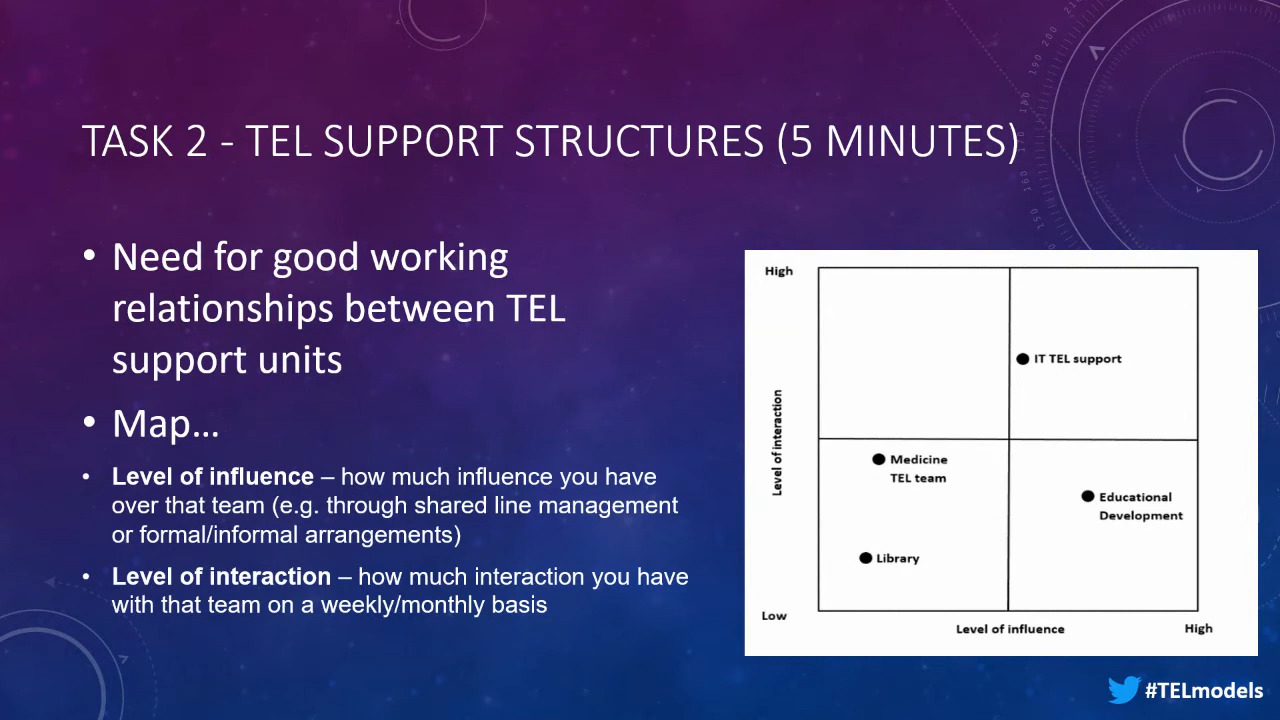 TASK 2 - TEL SUPPORT STRUCTURES (5 MINUTES)
• Need for good working
relationships between TEL
support units
• Map...
• Level of influence – how much influence you have
over that team (e.g. through shared line management
or formal/informal arrangements)
• Level of interaction – how much interaction you have
with that team on a weekly/monthly basis
High
Level of interaction
IT TEL support
Medicine
TEL team
Educational
Development
Library
Low
Level of influence
High
#TELmodels